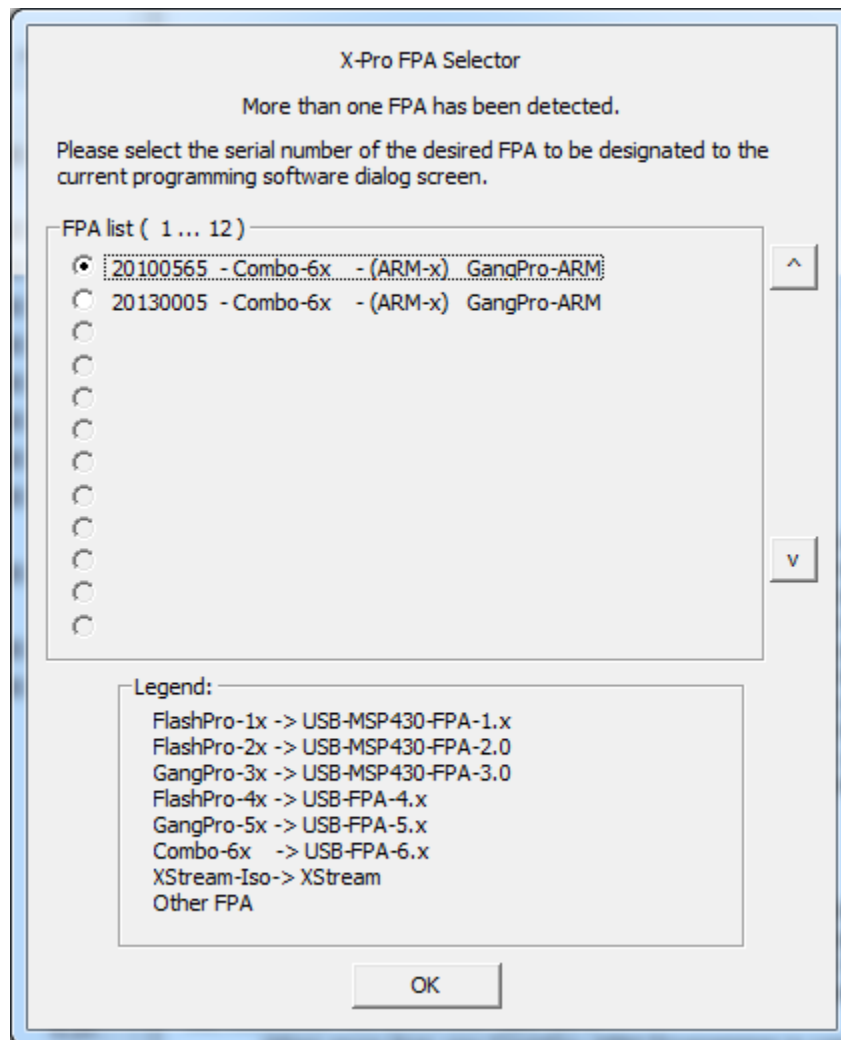 X-Pro FPA Selector
More than one FPA has been detected.
Please select the serial number of the desired FPA to be designated to the
current programming software dialog screen.
FPA list ( 1 ... 12 )
20100565 - Combo-6x - (ARM-x) GangPro-ARM
^
20130005 - Combo-6x - (ARM-x) GangPro-ARM
v
Legend:
FlashPro-1x -> USB-MSP430-FPA-1.x
FlashPro-2x -> USB-MSP430-FPA-2.0
GangPro-3x -> USB-MSP430-FPA-3.0
FlashPro-4x -> USB-FPA-4.x
GangPro-5x -> USB-FPA-5.x
Combo-6x -> USB-FPA-6.x
XStream-Iso-> XStream
Other FPA
OK